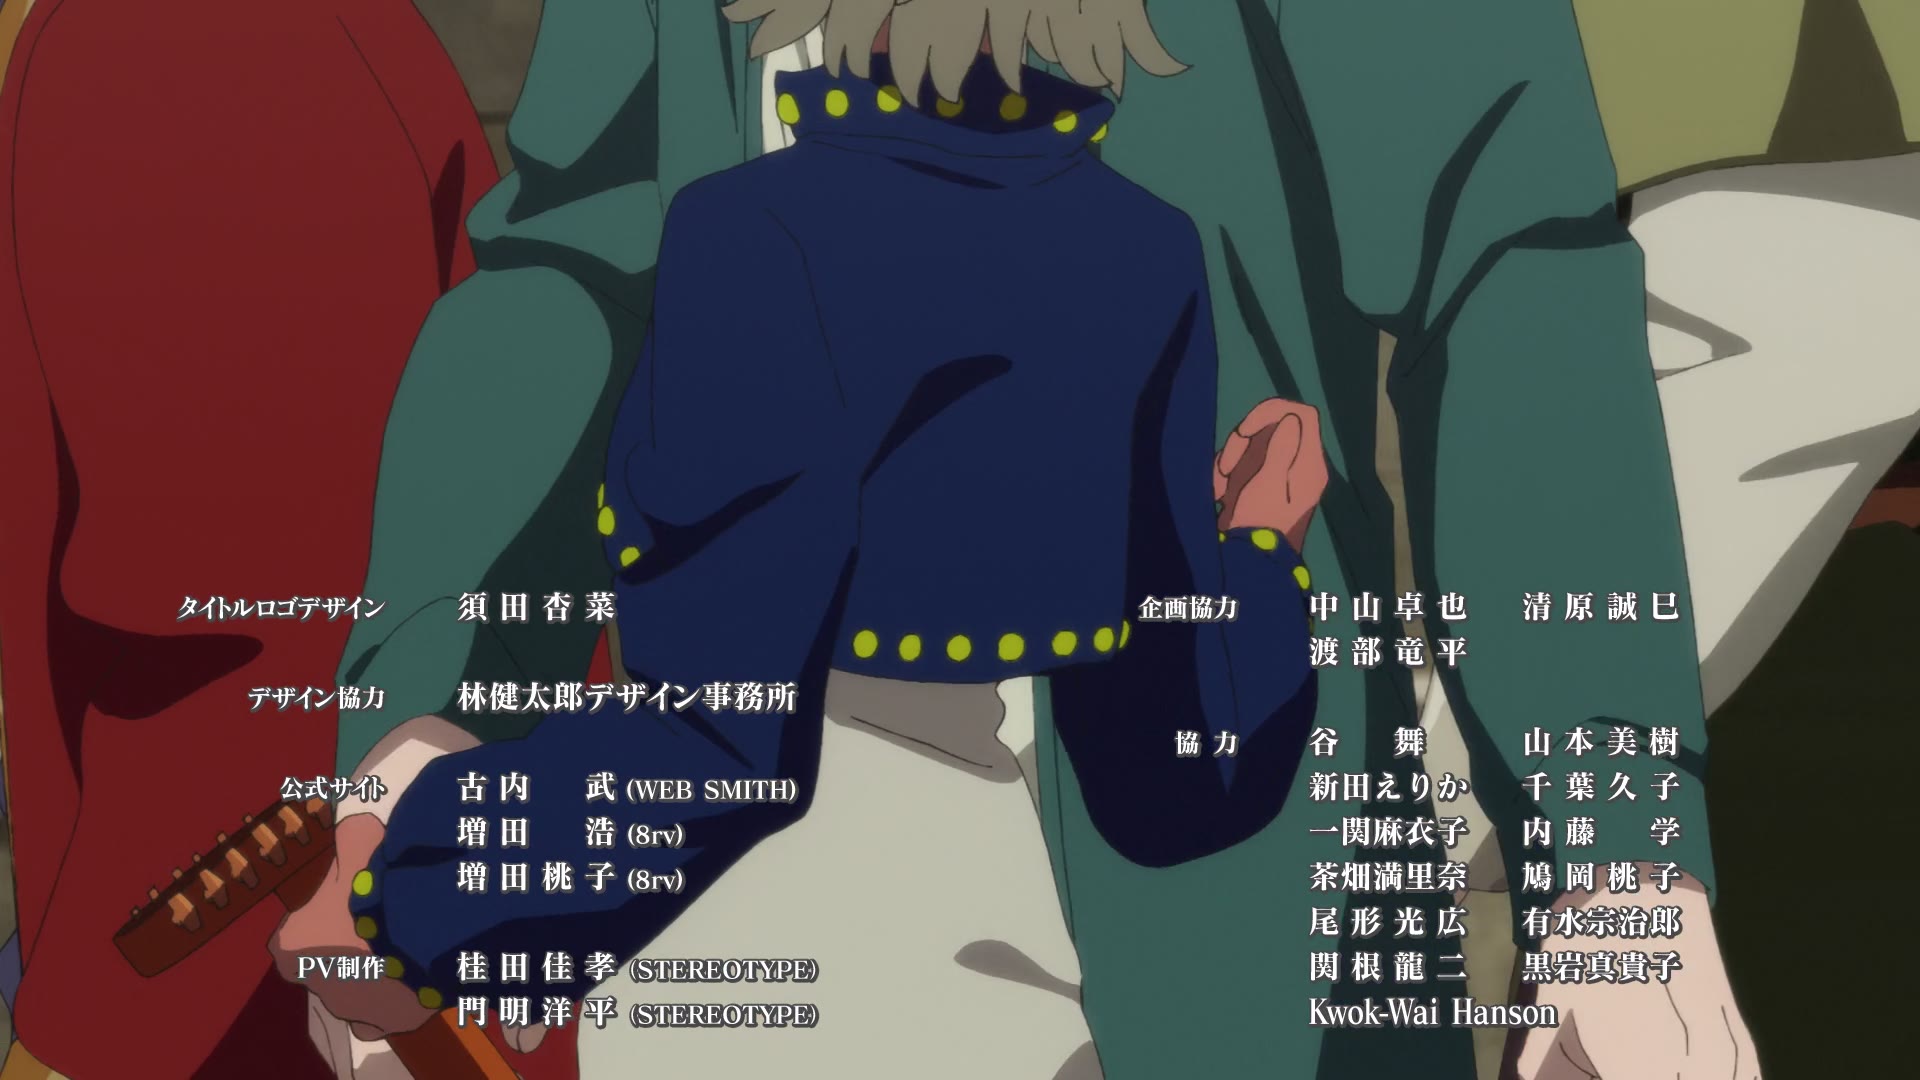 タイトルロゴデザイン 須田杏菜
デザイン協力 林健太郎デザイン事務所
公式サイト 古内 武 (WEB SMITH)
増田 浩 (8rv)
増田桃子 (8rv)
PV制作 桂田佳孝 (STEREOTYPE)
門明洋平 (STEREOTYPE)
企画協力 中山卓也 清原誠巳
渡部竜平
協力 谷 舞 山本美樹
新田えりか 千葉久子
一関麻衣子 内藤 学
茶畑満里奈 鳩岡桃子
尾形光広 有水宗治郎
関根龍二 黒岩真貴子
Kwok-Wai Hanson